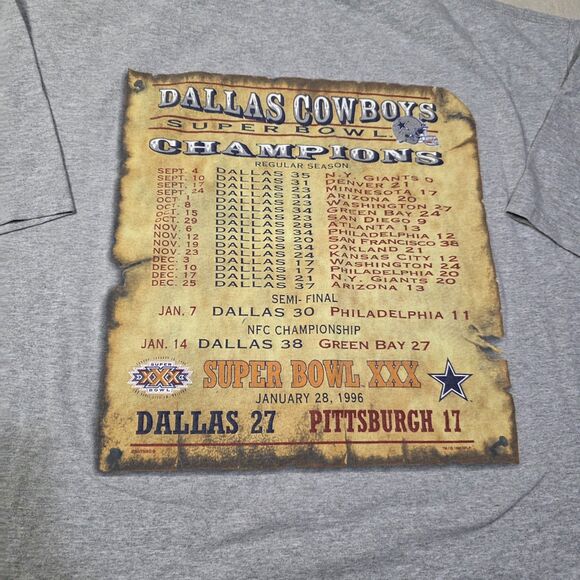 DALLAS COWBOYS
SUPER BOWL
CHAMPIONS
REGULAR SEASON
SEPT. 4 DALLAS 35 N.Y. GIANTS 0
SEPT. 10 DALLAS 31 DENVER 21
SEPT. 17 DALLAS 23 MINNESOTA 17
SEPT. 24 DALLAS 34 ARIZONA 20
OCT. 1 DALLAS 23 WASHINGTON 27
OCT. 8 DALLAS 34 GREEN BAY 24
OCT. 15 DALLAS 23 SAN DIEGO 9
OCT. 29 DALLAS 28 ATLANTA 13
NOV. 6 DALLAS 34 PHILADELPHIA 12
NOV. 12 DALLAS 20 SAN FRANCISCO 38
NOV. 19 DALLAS 34 OAKLAND 21
NOV. 23 DALLAS 24 KANSAS CITY 12
DEC. 3 DALLAS 17 WASHINGTON 24
DEC. 10 DALLAS 17 PHILADELPHIA 20
DEC. 17 DALLAS 21 N.Y. GIANTS 20
DEC. 25 DALLAS 37 ARIZONA 13
SEMI-FINAL
JAN. 7 DALLAS 30 PHILADELPHIA 11
NFC CHAMPIONSHIP
JAN. 14 DALLAS 38 GREEN BAY 27
SUPER XXX BOWL
SUPER BOWL XXX
JANUARY 28, 1996
DALLAS 27 PITTSBURGH 17